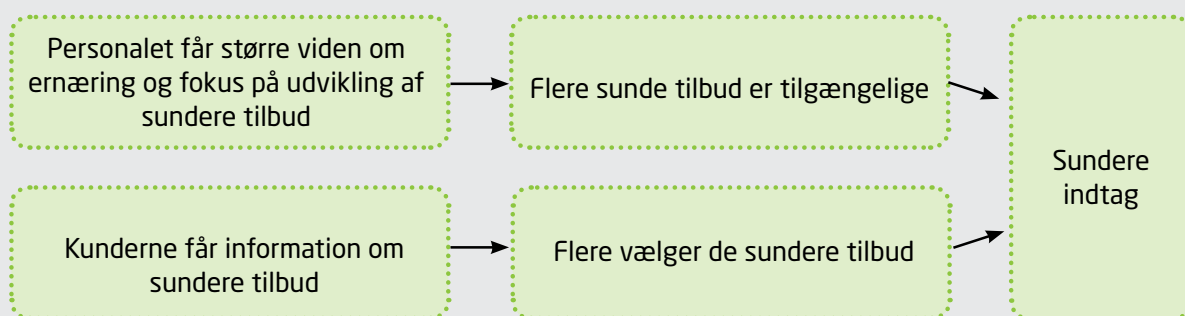 Personalet får større viden om
ernæring og fokus på udvikling af
sundere tilbud
Flere sunde tilbud er tilgængelige
Kunderne får information om
sundere tilbud
Flere vælger de sundere tilbud
Sundere
indtag